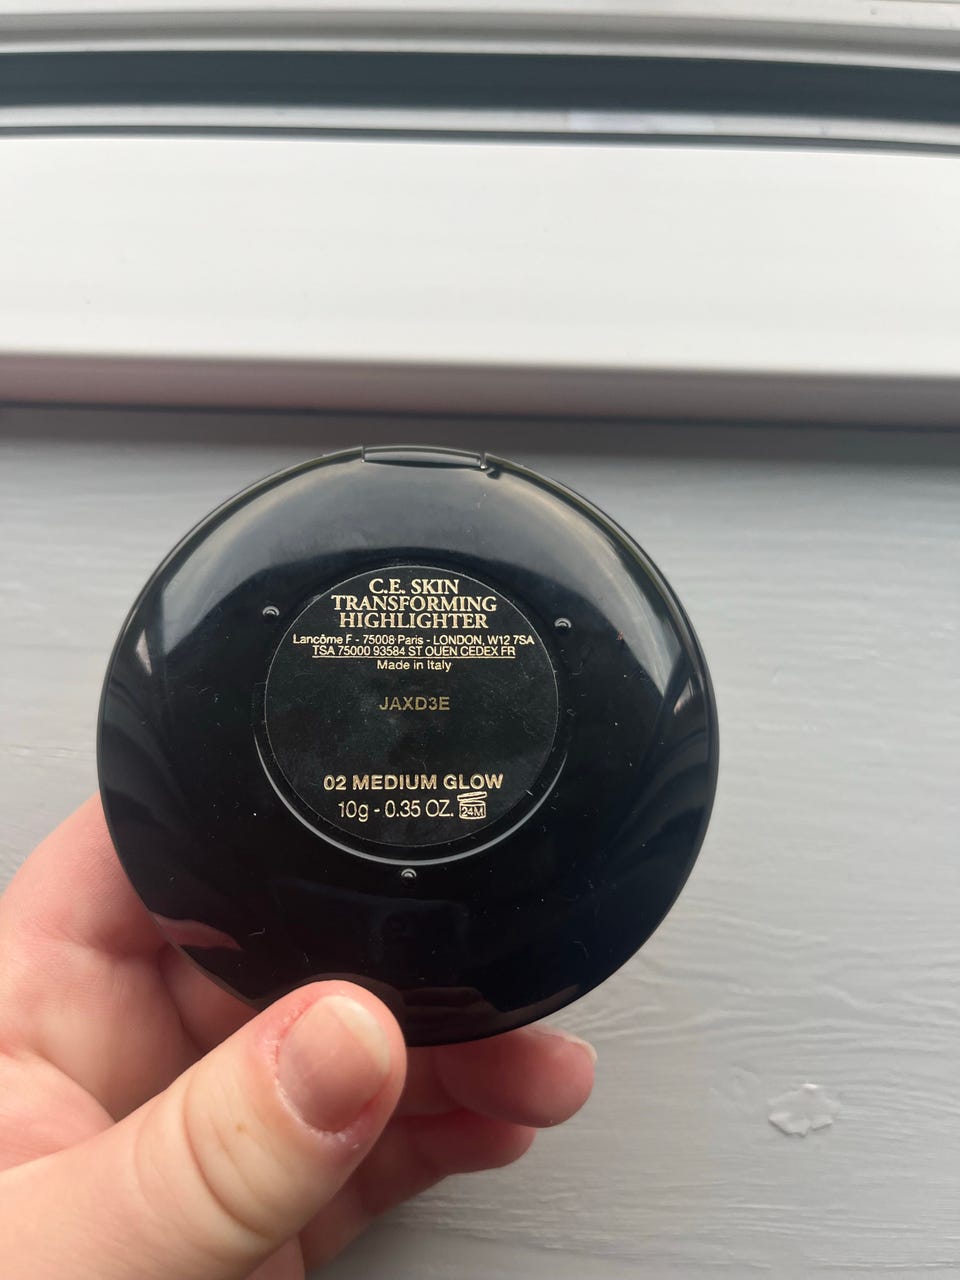 C.E. SKIN
TRANSFORMING
HIGHLIGHTER
Lancôme F - 75008 Paris - LONDON, W12 7SA
TSA 75000 93584 ST OUEN CEDEX FR
Made in Italy
JAXD3E
02 MEDIUM GLOW
10g - 0.35 OZ. 24M